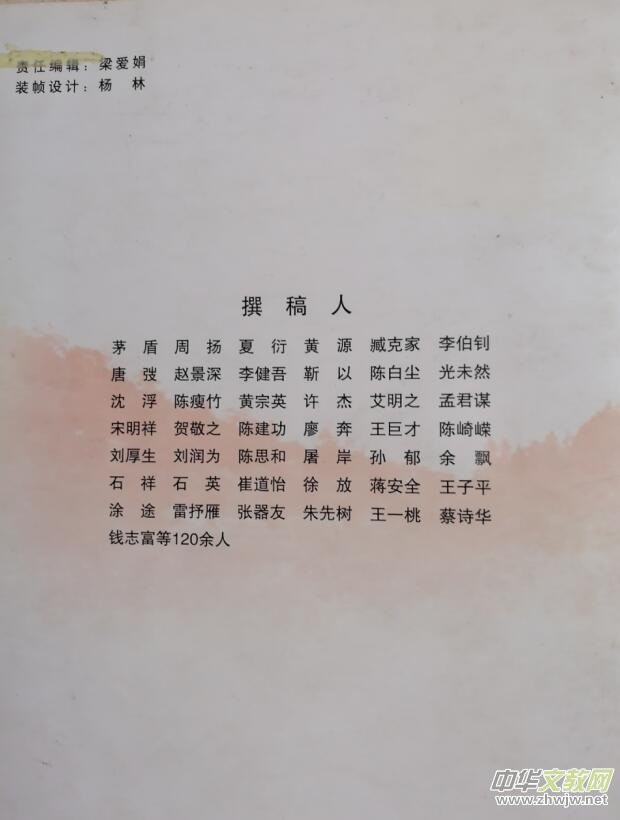 责任编辑：梁爱娟
装帧设计：杨 林
撰 稿 人
茅 盾 周 扬 夏 衍 黄 源 臧克家 李伯钊
唐 弢 赵景深 李健吾 靳 以 陈白尘 光未然
沈 浮 陈瘦竹 黄宗英 许 杰 艾明之 孟君谋
宋明祥 贺敬之 陈建功 廖 奔 王巨才 陈崎嵘
刘厚生 刘润为 陈思和 屠 岸 孙 郁 余 飘
石 祥 石 英 崔道怡 徐 放 蒋安全 王子平
涂 途 雷抒雁 张器友 朱先树 王一桃 蔡诗华
钱志富等120余人
中华文教网
www.zhwjw.net